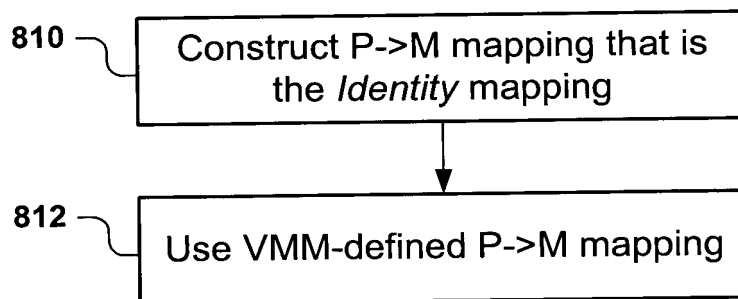 810
Construct P->M mapping that is
the Identity mapping
812
Use VMM-defined P->M mapping